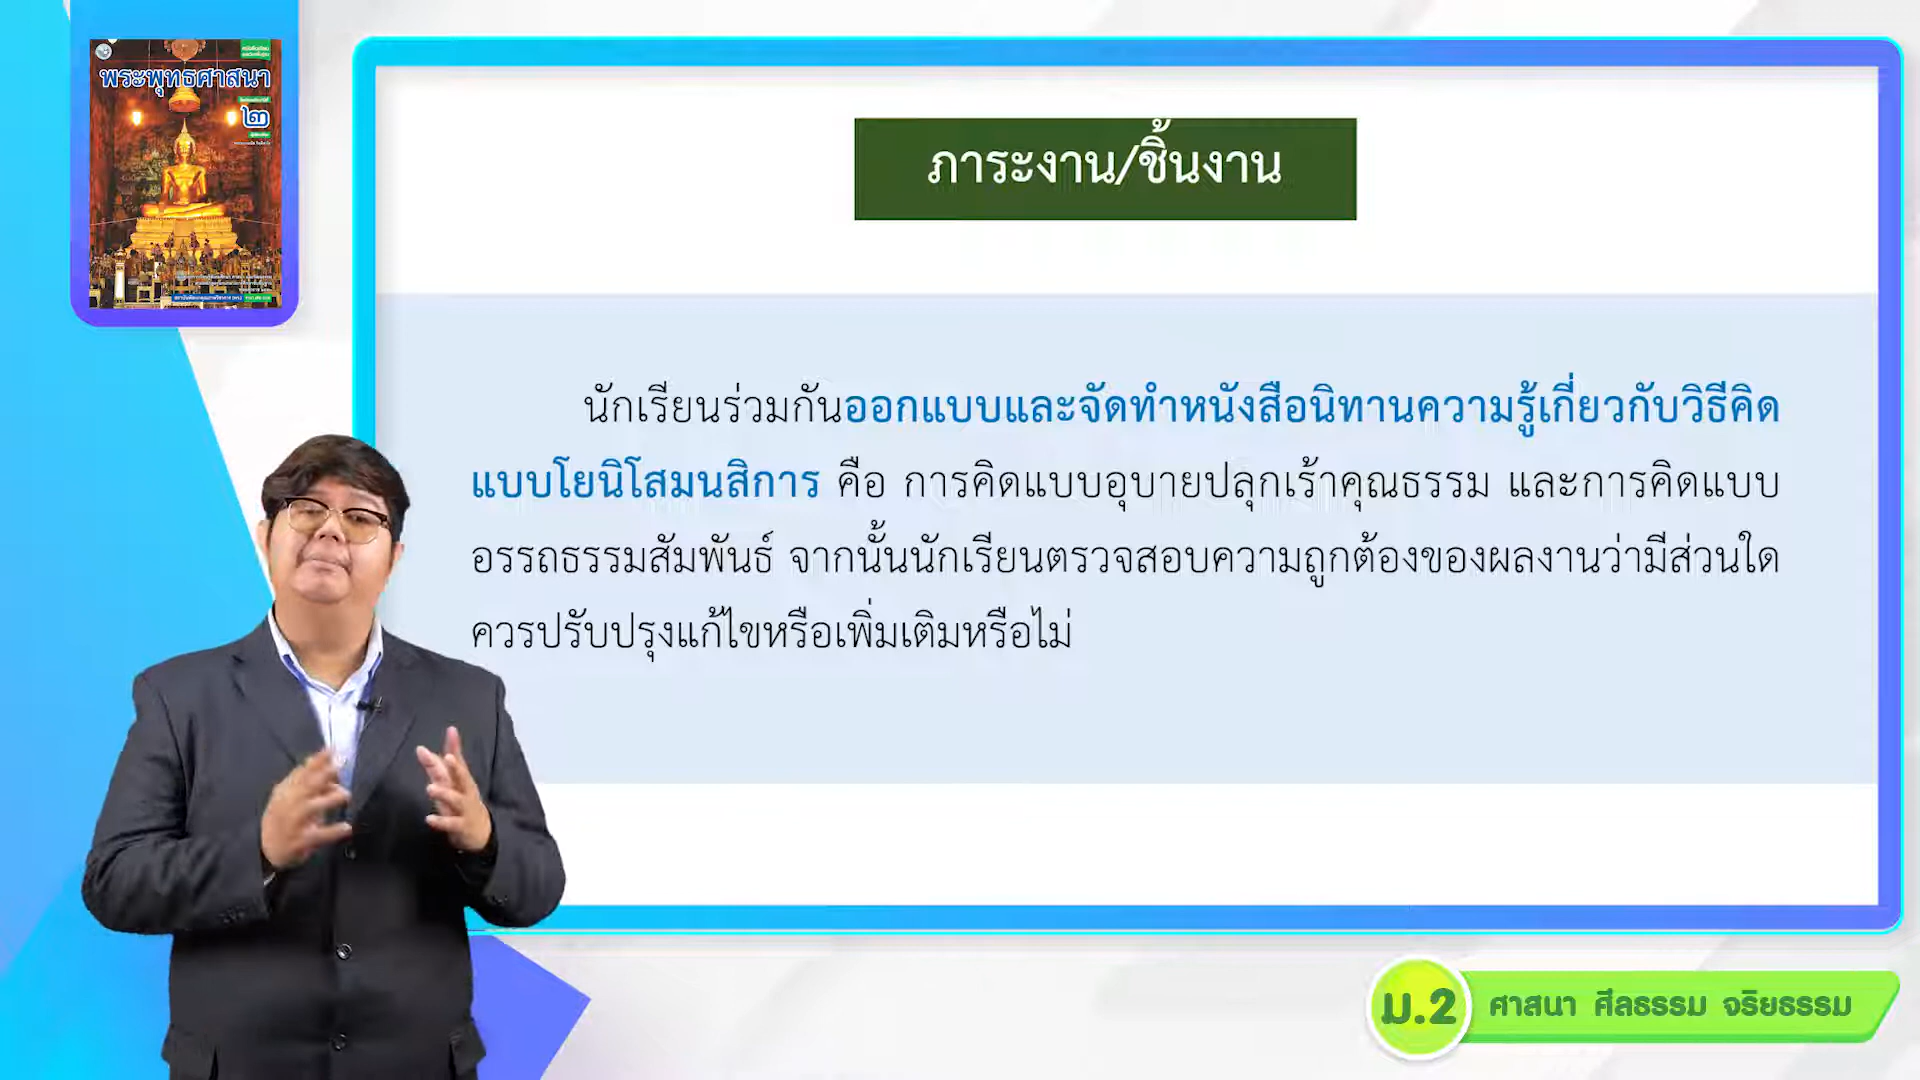 พระพุทธศาสนา
๒
ภาระงาน/ชิ้นงาน
นักเรียนร่วมกันออกแบบและจัดทำหนังสือนิทานความรู้เกี่ยวกับวิธีคิด
แบบโยนิโสมนสิการ คือ การคิดแบบอุบายปลุกเร้าคุณธรรม และการคิดแบบ
อรรถธรรมสัมพันธ์ จากนั้นนักเรียนตรวจสอบความถูกต้องของผลงานว่ามีส่วนใด
ควรปรับปรุงแก้ไขหรือเพิ่มเติมหรือไม่
ม.2 ศาสนา ศีลธรรม จริยธรรม